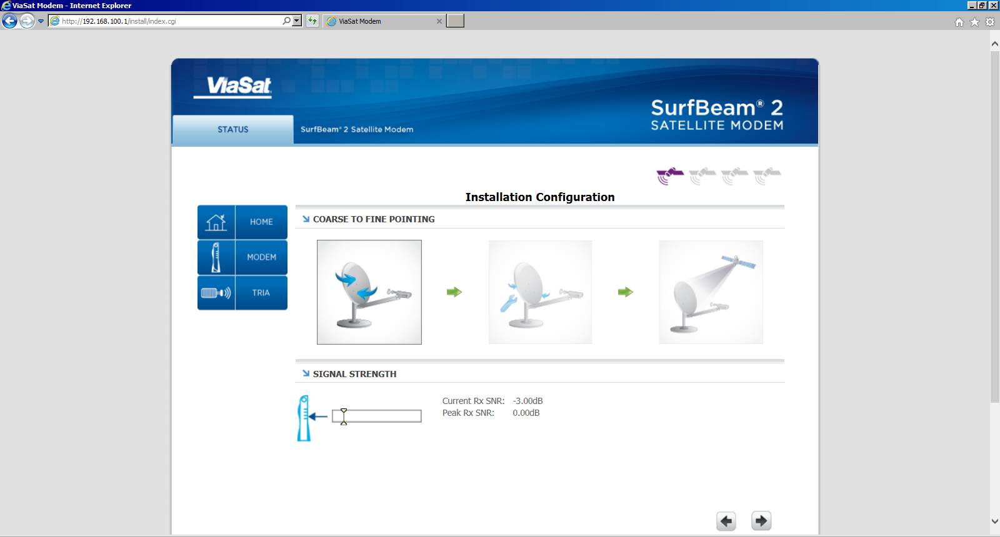 ViaSat Modem - Internet Explorer
http://192.168.100.1/install/index.cgi
ViaSat Modem
ViaSat
SurfBeam® 2
SATELLITE MODEM
STATUS
SurfBeam® 2 Satellite Modem
Installation Configuration
HOME
MODEM
TRIA
COARSE TO FINE POINTING
SIGNAL STRENGTH
Current Rx SNR: -3.00dB
Peak Rx SNR: 0.00dB